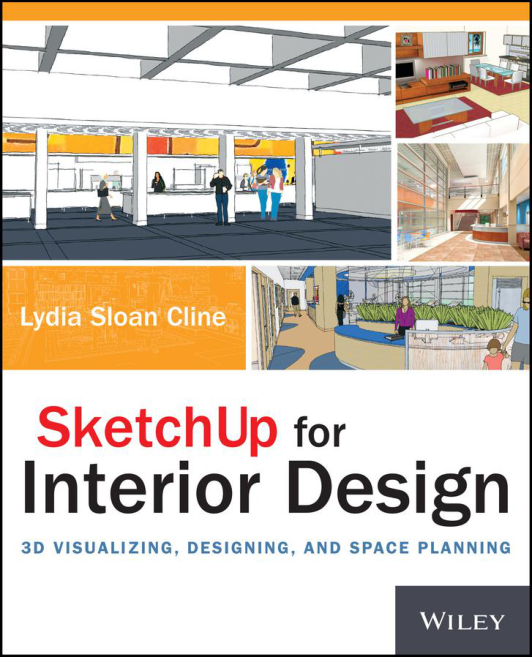 Lydia Sloan Cline
SketchUp for
Interior Design
3D VISUALIZING, DESIGNING, AND SPACE PLANNING
WILEY